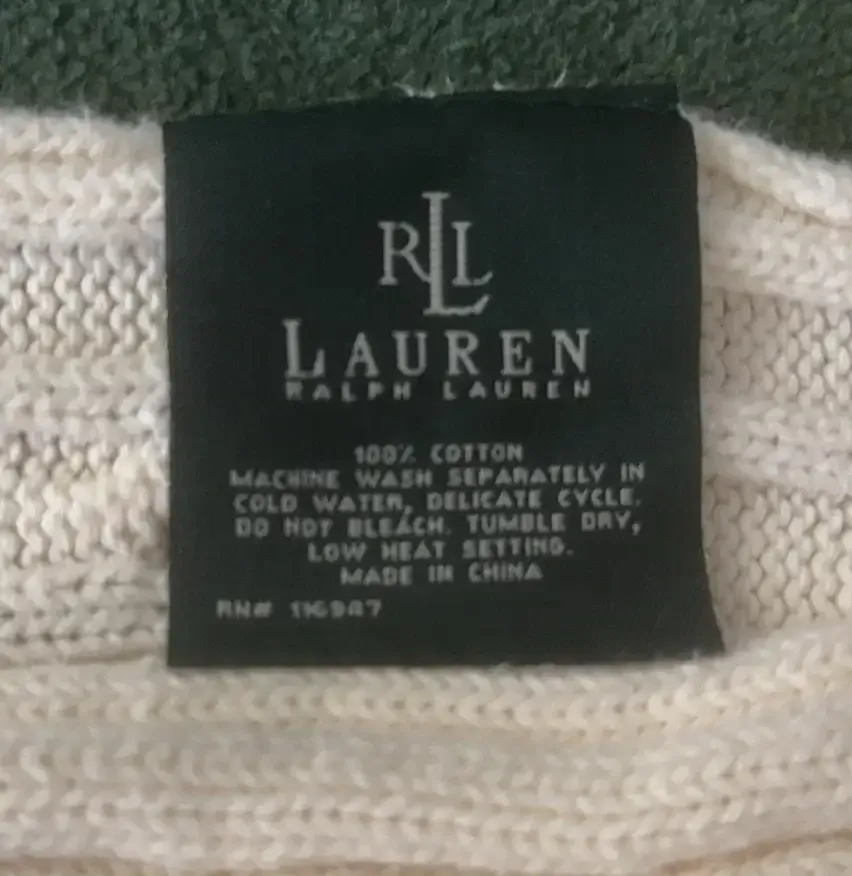 RLL
LAUREN
RALPH LAUREN
100% COTTON
MACHINE WASH SEPARATELY IN
COLD WATER, DELICATE CYCLE.
DO NOT BLEACH. TUMBLE DRY,
LOW HEAT SETTING.
MADE IN CHINA
RN#